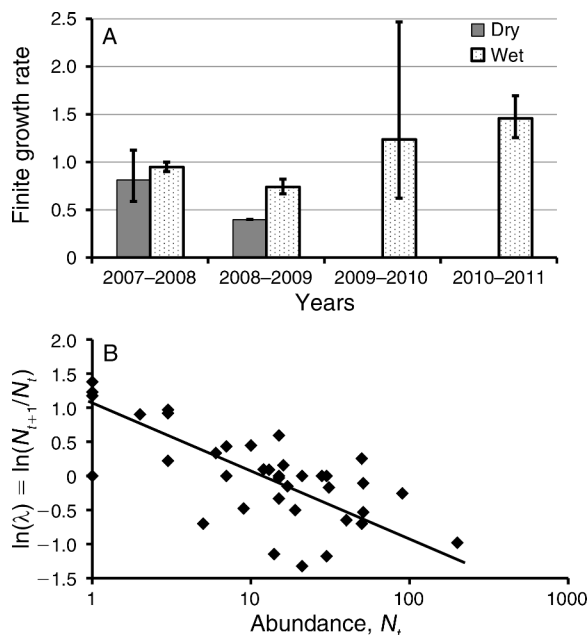 A
Dry
Wet
Finite growth rate
2.5
2.0
1.5
1.0
0.5
0
2007–2008
2008–2009
2009–2010
2010–2011
Years
B
ln(λ) = ln(Nt+1/Nt)
2.0
1.5
1.0
0.5
0
−0.5
−0.5
−1.0
−1.5
1
10
100
1000
Abundance, Nt